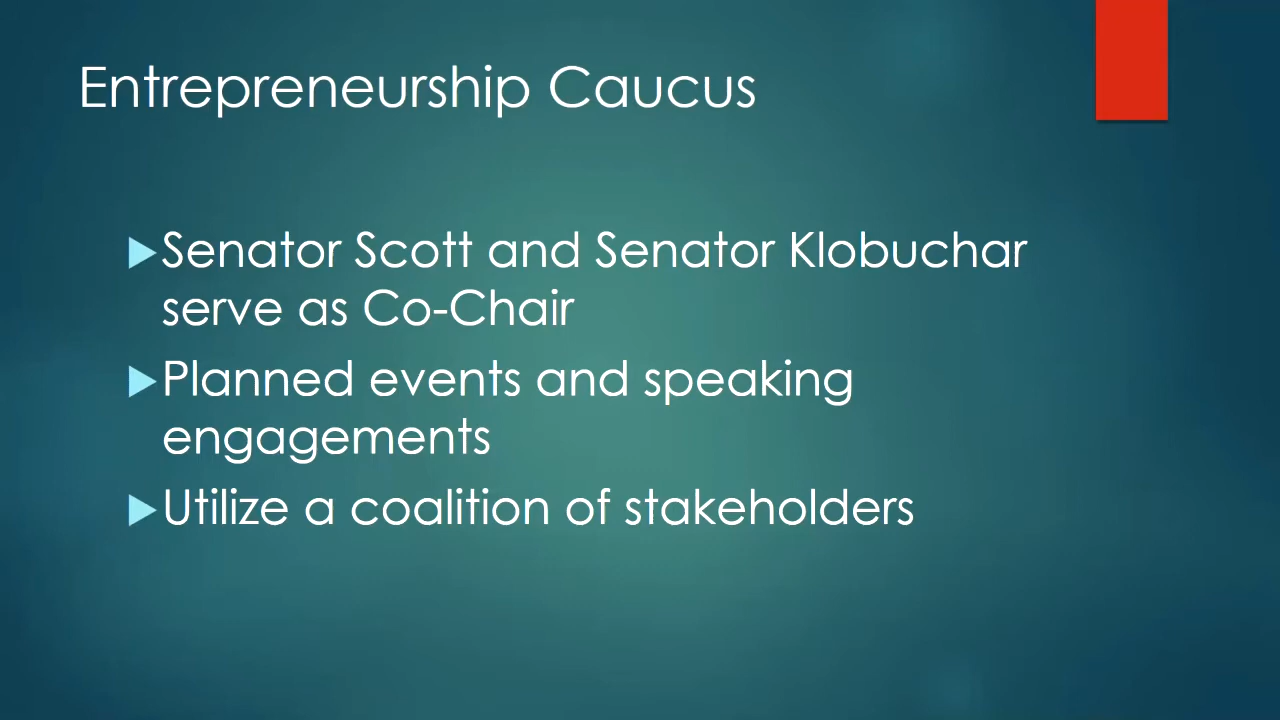 Entrepreneurship Caucus
Senator Scott and Senator Klobuchar
serve as Co-Chair
Planned events and speaking
engagements
Utilize a coalition of stakeholders